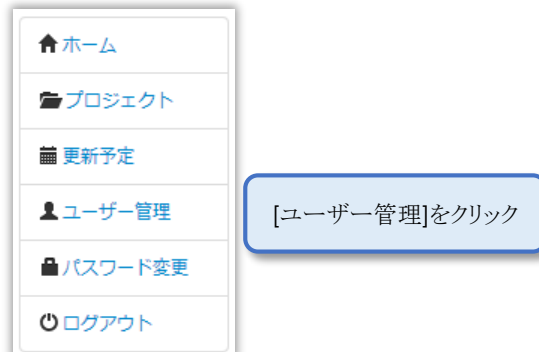 ホーム
プロジェクト
更新予定
ユーザー管理
[ユーザー管理]をクリック
パスワード変更
ログアウト